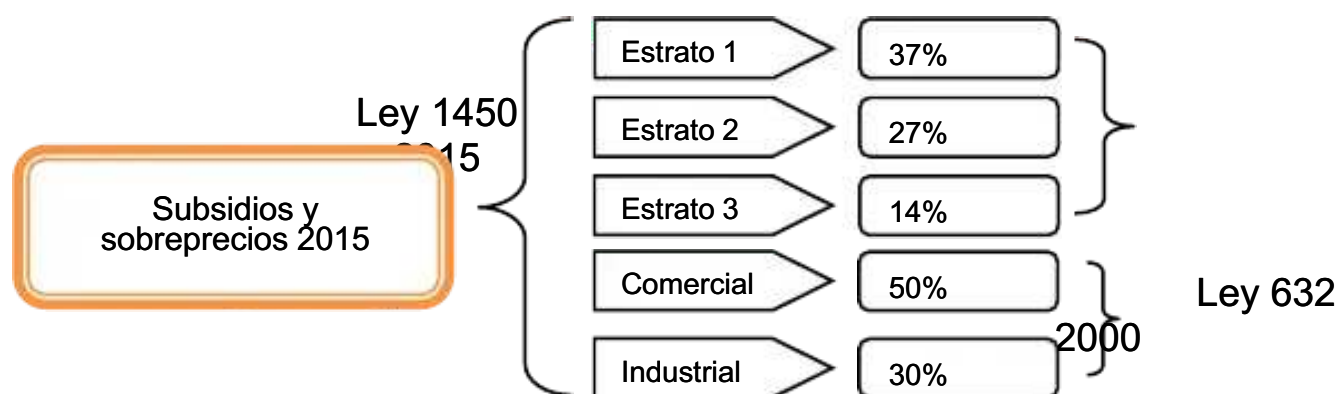 Ley 1450
2015
Subsidios y
sobreprecios 2015
Estrato 1
37%
Estrato 2
27%
Estrato 3
14%
Comercial
50%
Industrial
30%
Ley 632
2000